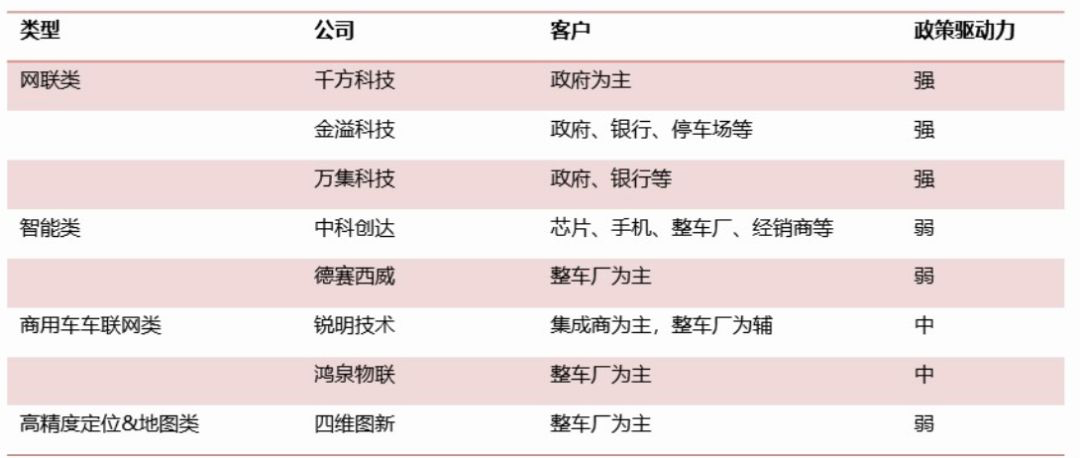 类型 公司 客户 政策驱动力
网联类 千方科技 政府为主 强
金溢科技 政府、银行、停车场等 强
万集科技 政府、银行等 强
智能类 中科创达 芯片、手机、整车厂、经销商等 弱
德赛西威 整车厂为主 弱
商用车车联网类 锐明技术 集成商为主，整车厂为辅 中
鸿泉物联 整车厂为主 中
高精度定位&地图类 四维图新 整车厂为主 弱